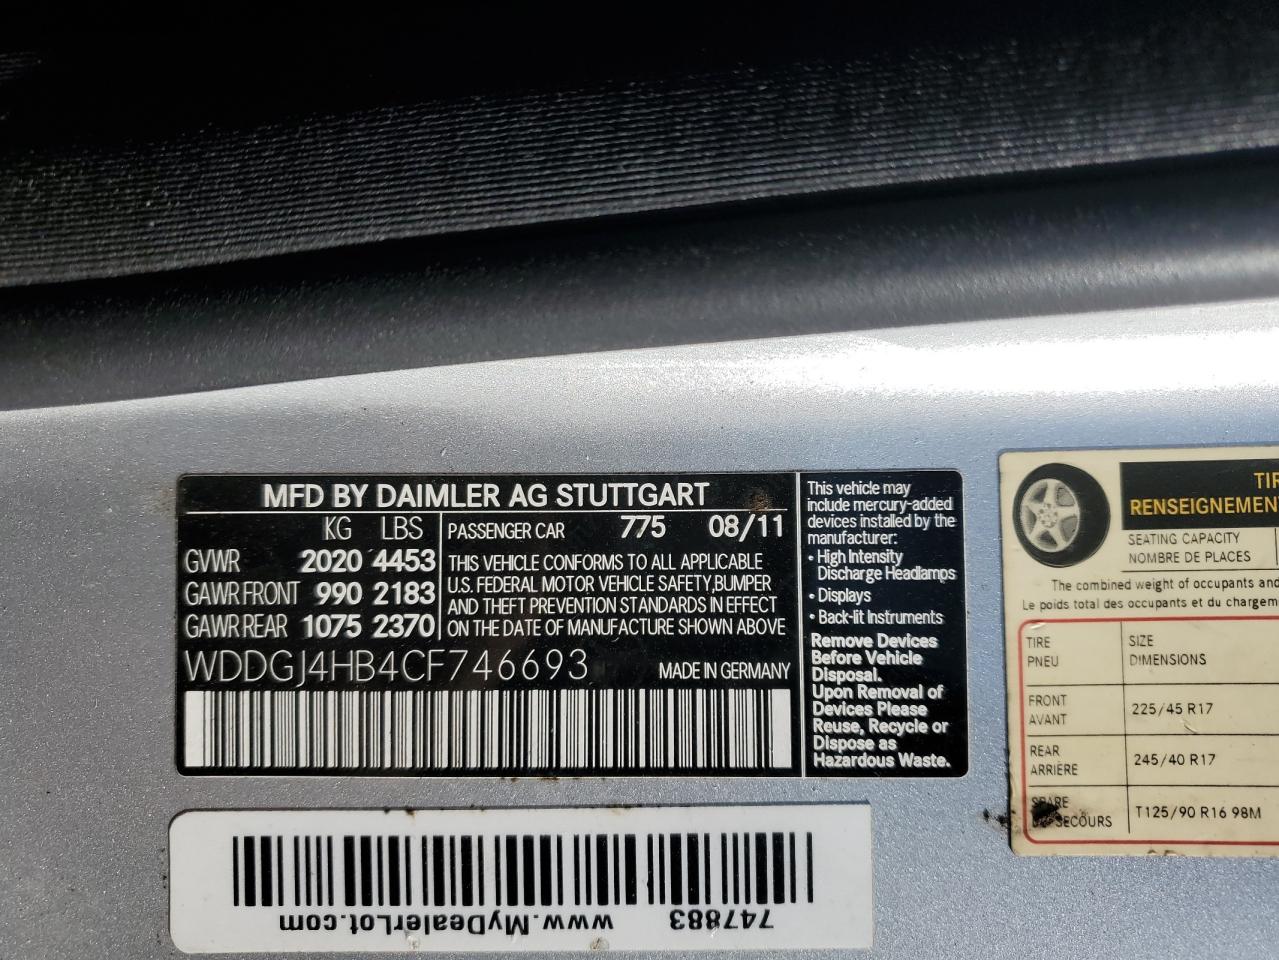 MFD BY DAIMLER AG STUTTGART
KG LBS
GVWR 2020 4453
GAWR FRONT 990 2183
GAWR REAR 1075 2370
PASSENGER CAR 775 08/11
THIS VEHICLE CONFORMS TO ALL APPLICABLE
U.S. FEDERAL MOTOR VEHICLE SAFETY,BUMPER
AND THEFT PREVENTION STANDARDS IN EFFECT
ON THE DATE OF MANUFACTURE SHOWN ABOVE
WDDGJ4HB4CF746693 MADE IN GERMANY
This vehicle may
include mercury-added
devices installed by the
manufacturer:
• High Intensity
Discharge Headlamps
• Displays
• Back-lit Instruments
Remove Devices
Before Vehicle
Disposal.
Upon Removal of
Devices Please
Reuse, Recycle or
Dispose as
Hazardous Waste.
TIR
RENSEIGNEMENT
SEATING CAPACITY
NOMBRE DE PLACES
The combined weight of occupants and
Le poids total des occupants et du chargem
TIRE SIZE
PNEU DIMENSIONS
FRONT
AVANT 225/45 R17
REAR
ARRIÈRE 245/40 R17
SPARE
SECOURS T125/90 R16 98M
747883 www.MyDealerLot.com